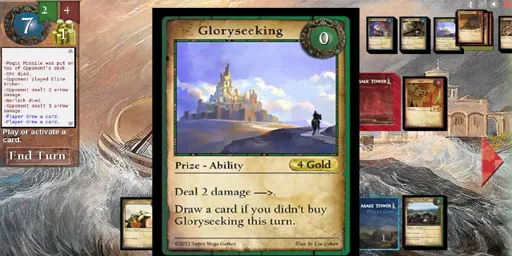 7
2
4
-Magic Missile was put on
top of Opponent's deck.
-Orc died.
-Opponent played Elite
Archer.
-Opponent dealt 2 arrow
damage.
-Warlock died.
-Opponent dealt 3 arrow
damage.
-Player drew a card.
-Player drew a card.
Play or activate a
card.
End Turn
Gloryseeking
0
Prize - Ability
4 Gold
Deal 2 damage —>.
Draw a card if you didn't buy
Gloryseeking this turn.
©2012 Super Mega Games
MAGE TOWER
MAGE TOWER